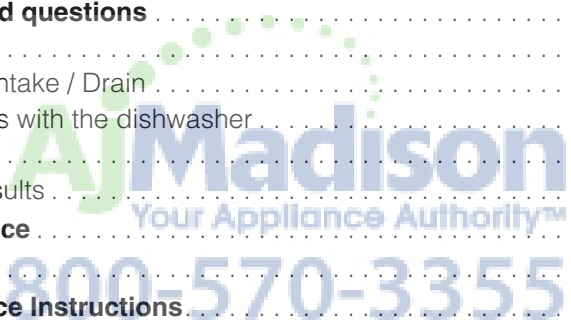 d questions . . . . . . . . . . . . . . . . . . . . . . . . . . . .
. . . . . . . . . . . . . . . . . . . . . . . . . . . . . . . . . . . .
ntake / Drain . . . . . . . . . . . . . . . . . . . . . . . . . . . .
s with the dishwasher . . . . . . . . . . . . . . . . . . . .
AjMadison
. . . . . . . . . . . . . . . . . . . . . . . . . . . . . . . . . . . .
sults . . . . . . . . . . . . . . . . . . . . . . . . . . . . . . . . .
Your Appliance Authority™
ce . . . . . . . . . . . . . . . . . . . . . . . . . . . . . . . . . .
. . . . . . . . . . . . . . . . . . . . . . . . . . . . . . . . . . . .
800-570-3355
ce Instructions. . . . . . . . . . . . . . . . . . . . . . . . .